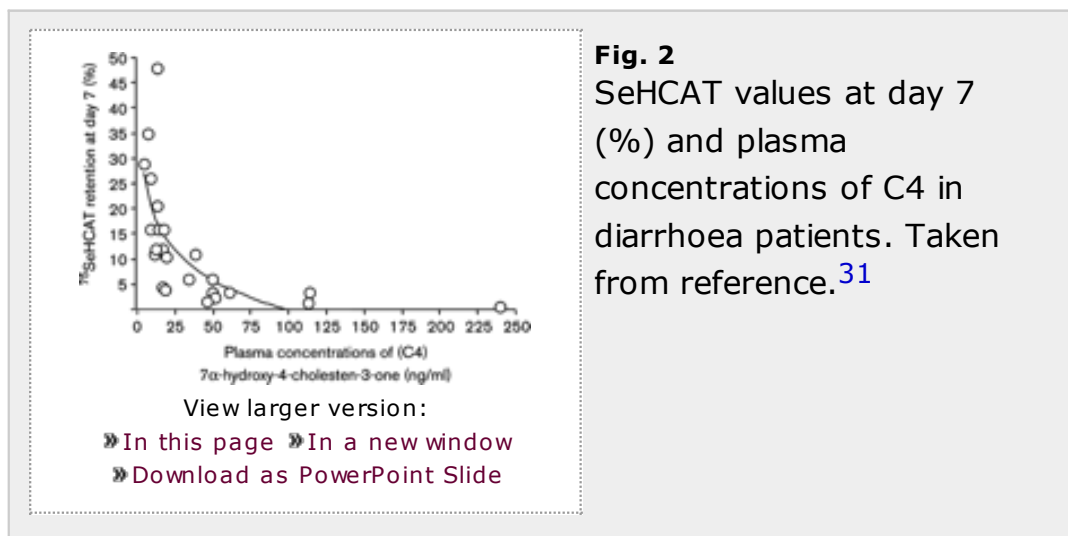 Fig. 2
SeHCAT values at day 7
(%) and plasma
concentrations of C4 in
diarrhoea patients. Taken
from reference.31
75SeHCAT retention at day 7 (%)
50
45
40
35
30
25
20
15
10
5
0 25 50 75 100 125 150 175 200 225 250
Plasma concentrations of (C4)
7α-hydroxy-4-cholesten-3-one (ng/ml)
View larger version:
» In this page » In a new window
» Download as PowerPoint Slide